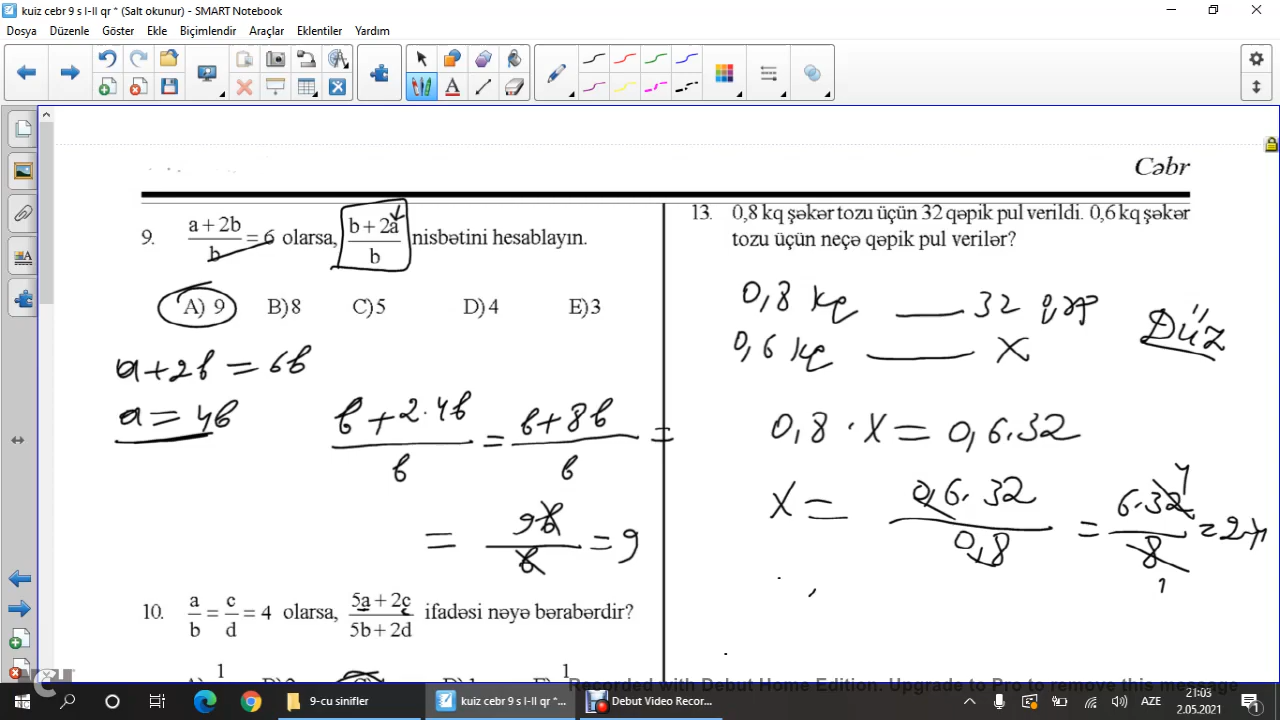 kuiz cebr 9 s I-II qr * (Salt okunur) - SMART Notebook
Dosya Düzenle Göster Ekle Biçimlendir Araçlar Eklentiler Yardım
Cəbr
9. (a + 2b)/b = 6 olarsa, (b + 2a)/b nisbətini hesablayın.
A) 9 B) 8 C) 5 D) 4 E) 3
a + 2b = 6b
a = 4b
(b + 2·4b)/b = (b + 8b)/b =
= 9b/b = 9
10. a/b = c/d = 4 olarsa, (5a + 2c)/(5b + 2d) ifadəsi nəyə bərabərdir?
13. 0,8 kq şəkər tozu üçün 32 qəpik pul verildi. 0,6 kq şəkər
tozu üçün neçə qəpik pul verilər?
0,8 kq — 32 qəp
0,6 kq — X
Düz
0,8 · X = 0,6·32
X = (0,6·32)/(0,8) = (6·32)/8 = 24
4
1
Recorded with Debut Home Edition. Upgrade to Pro to remove this message
9-cu sinifler
kuiz cebr 9 s I-II qr *...
Debut Video Recor...
AZE
21:03
2.05.2021
1